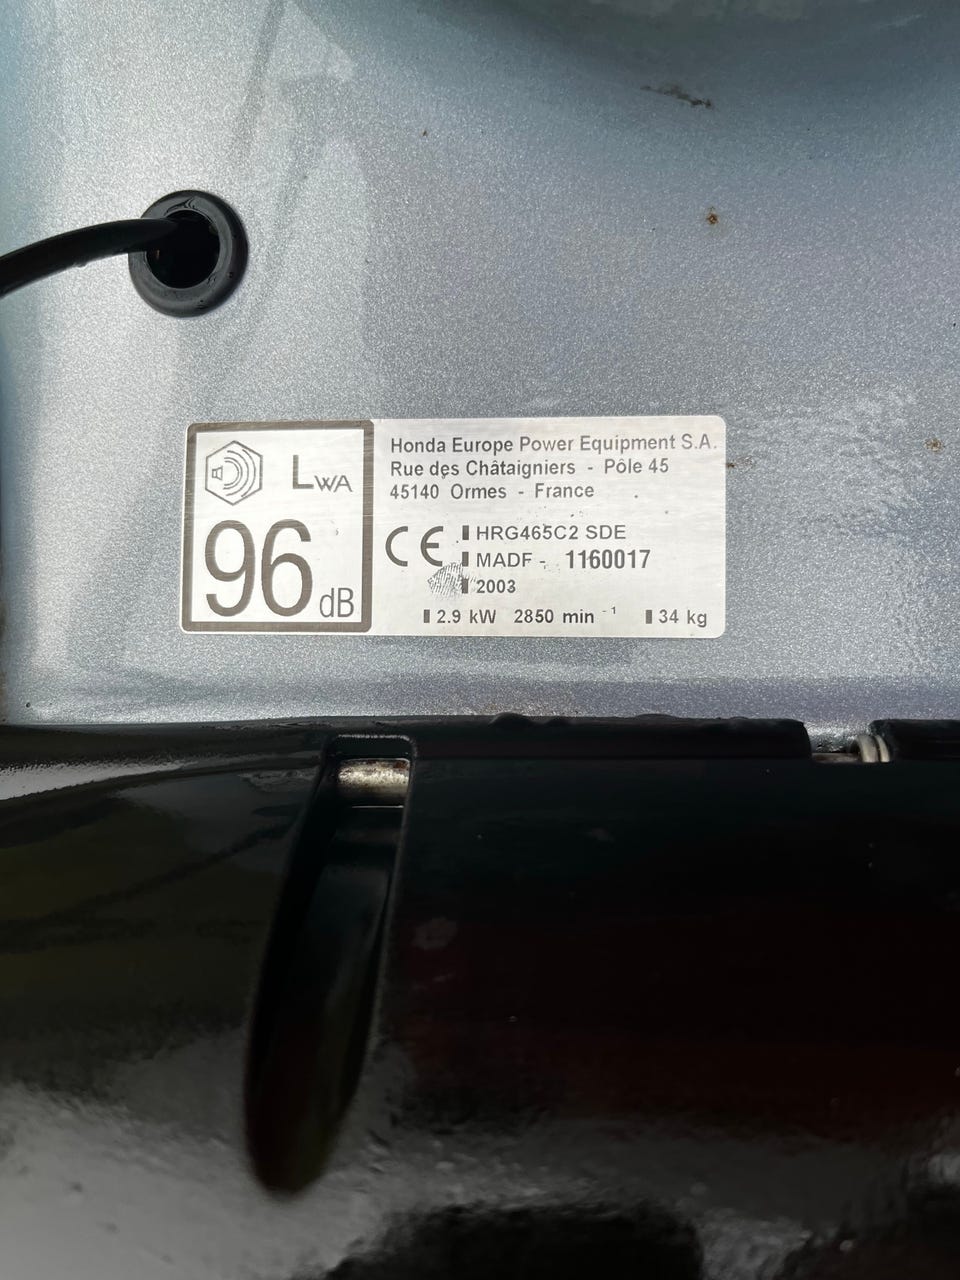 LWA
96 dB
Honda Europe Power Equipment S.A.
Rue des Châtaigniers - Pôle 45
45140 Ormes - France
CE
HRG465C2 SDE
MADF - 1160017
2003
2.9 kW 2850 min -1 34 kg